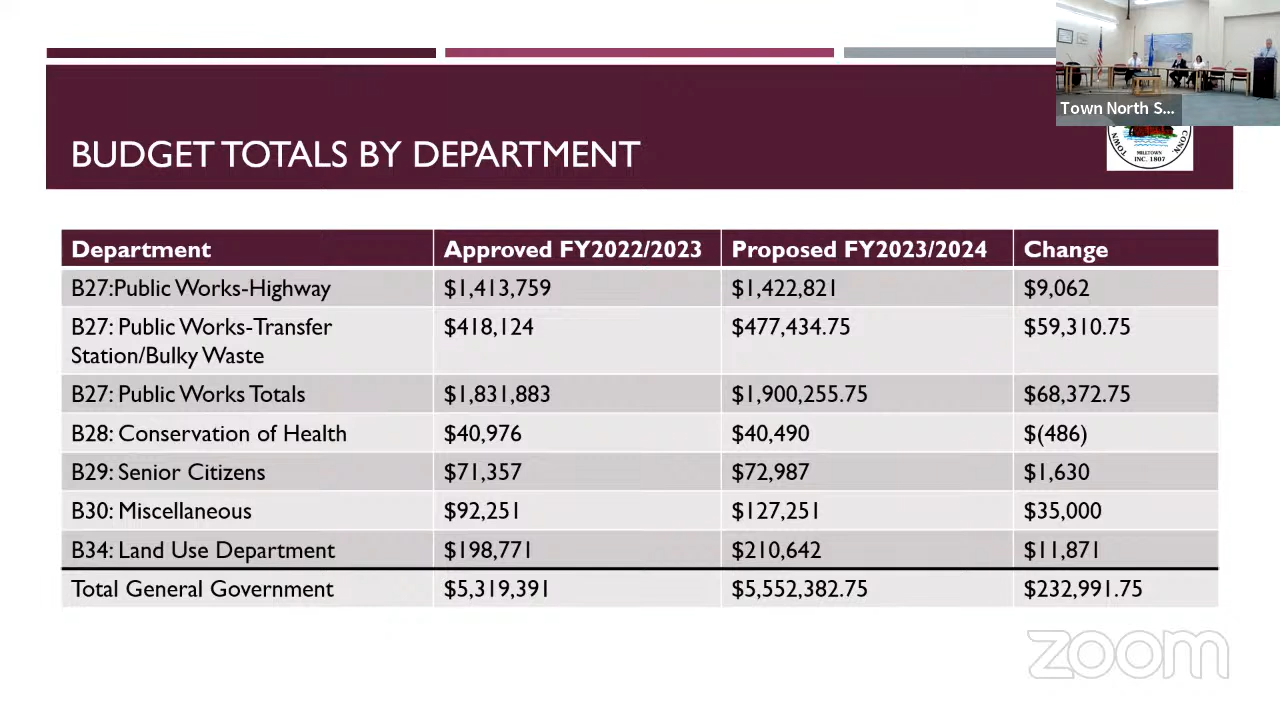 Town North S...
BUDGET TOTALS BY DEPARTMENT
TOWN
CONN.
MILLTOWN
INC. 1807
Department Approved FY2022/2023 Proposed FY2023/2024 Change
B27:Public Works-Highway $1,413,759 $1,422,821 $9,062
B27: Public Works-Transfer $418,124 $477,434.75 $59,310.75
Station/Bulky Waste
B27: Public Works Totals $1,831,883 $1,900,255.75 $68,372.75
B28: Conservation of Health $40,976 $40,490 $(486)
B29: Senior Citizens $71,357 $72,987 $1,630
B30: Miscellaneous $92,251 $127,251 $35,000
B34: Land Use Department $198,771 $210,642 $11,871
Total General Government $5,319,391 $5,552,382.75 $232,991.75
zoom